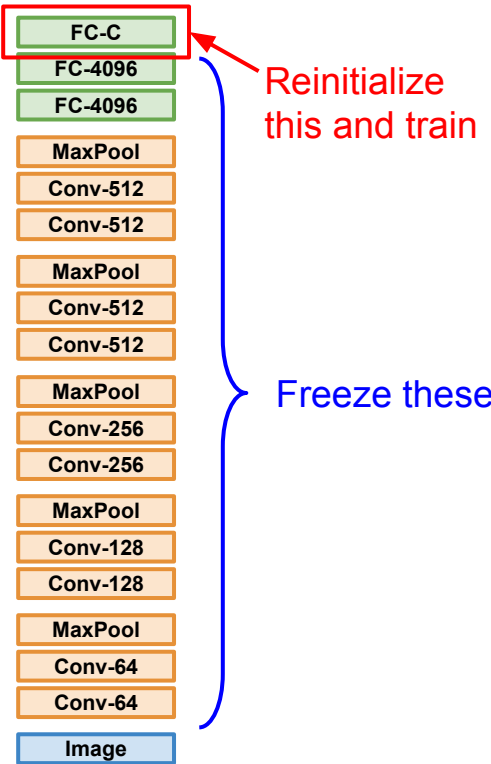 FC-C
FC-4096
FC-4096
MaxPool
Conv-512
Conv-512
MaxPool
Conv-512
Conv-512
MaxPool
Conv-256
Conv-256
MaxPool
Conv-128
Conv-128
MaxPool
Conv-64
Conv-64
Image
Reinitialize
this and train
Freeze these